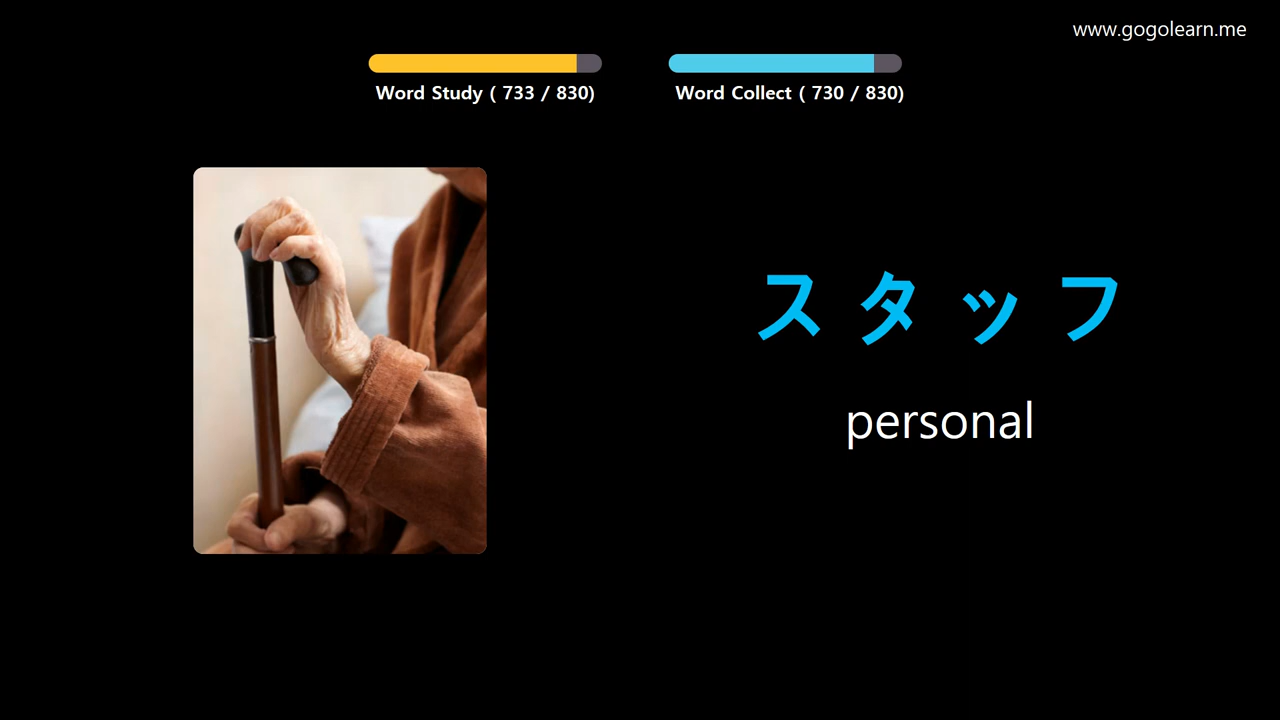 www.gogolearn.me
Word Study ( 733 / 830)
Word Collect ( 730 / 830)
スタッフ
personal